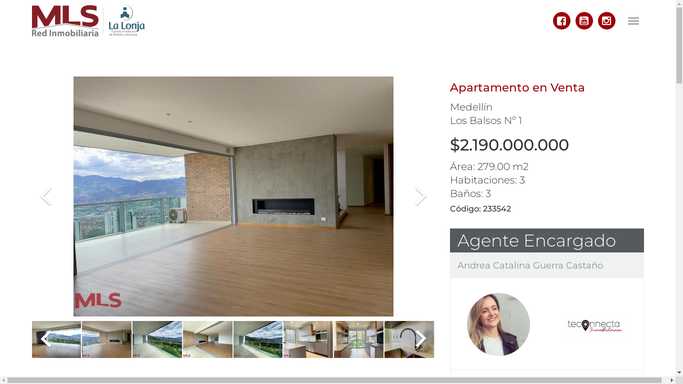 MLS
Red Inmobiliaria
La Lonja
Apartamento en Venta
Medellín
Los Balsos N° 1
$2.190.000.000
Área: 279.00 m2
Habitaciones: 3
Baños: 3
Código: 233542
Agente Encargado
Andrea Catalina Guerra Castaño
teconnecta
Inmobiliaria
MLS